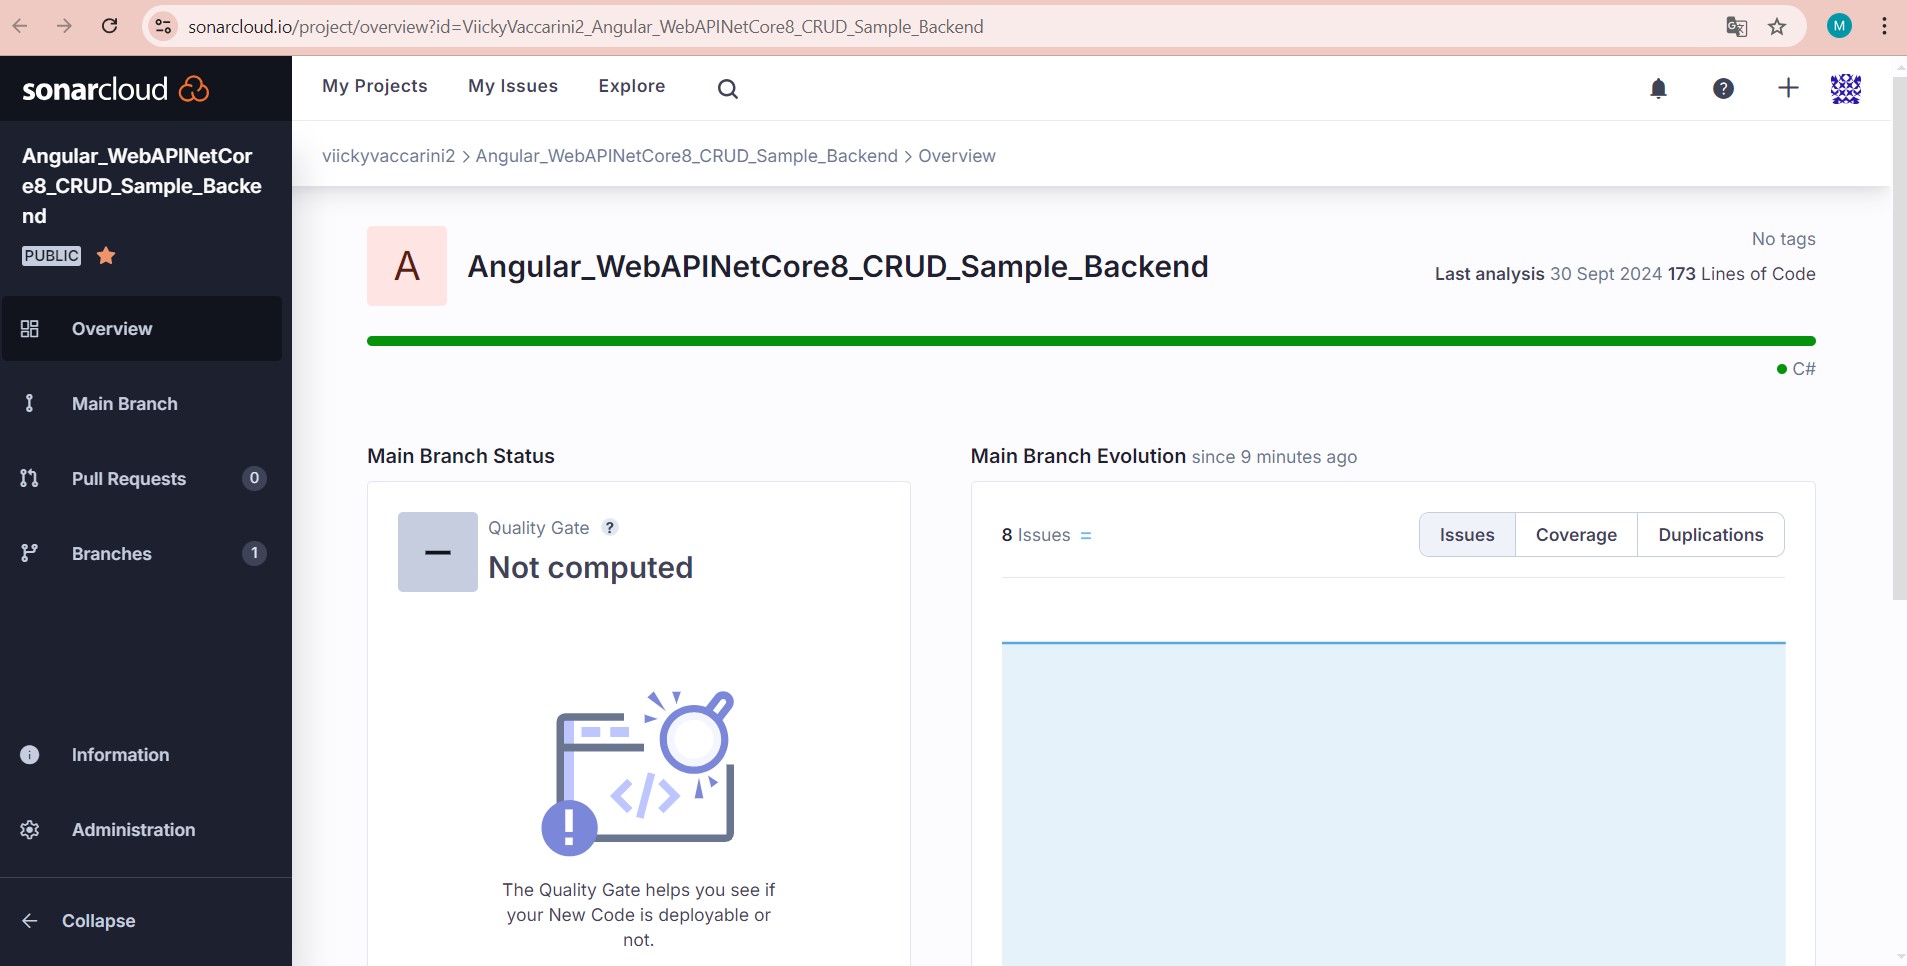 sonarcloud.io/project/overview?id=ViickyVaccarini2_Angular_WebAPINetCore8_CRUD_Sample_Backend
M
sonarcloud
My Projects
My Issues
Explore
?
Angular_WebAPINetCor
e8_CRUD_Sample_Backe
nd
PUBLIC
Overview
Main Branch
Pull Requests 0
Branches 1
Information
Administration
Collapse
viickyvaccarini2 > Angular_WebAPINetCore8_CRUD_Sample_Backend > Overview
A
Angular_WebAPINetCore8_CRUD_Sample_Backend
No tags
Last analysis 30 Sept 2024 173 Lines of Code
C#
Main Branch Status
Quality Gate ?
Not computed
</>
!
The Quality Gate helps you see if
your New Code is deployable or
not.
Main Branch Evolution since 9 minutes ago
8 Issues =
Issues
Coverage
Duplications